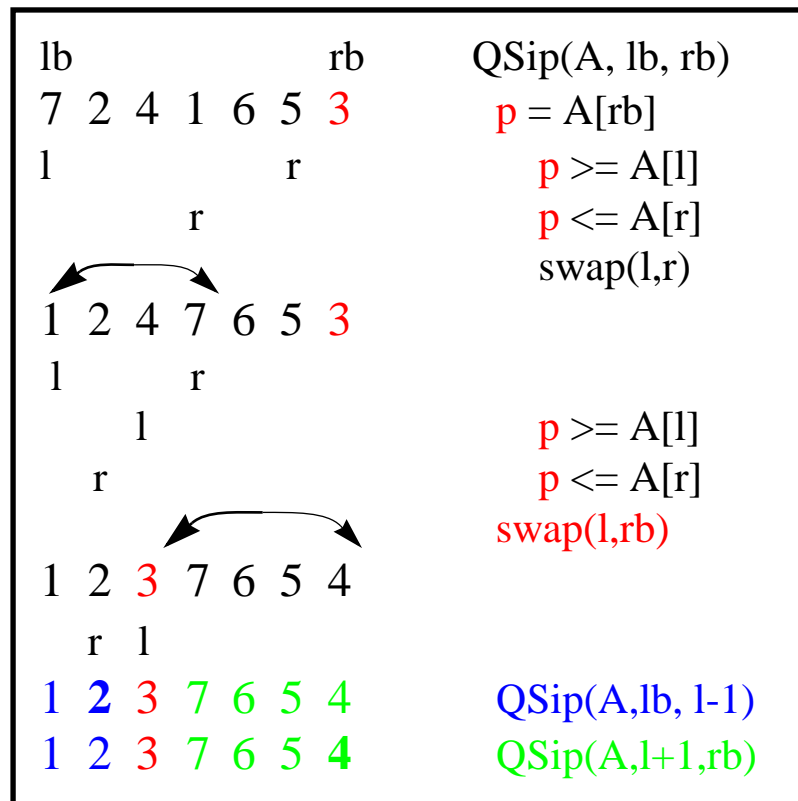 lb rb QSip(A, lb, rb)
7 2 4 1 6 5 3 p = A[rb]
l r p >= A[l]
r p <= A[r]
swap(l,r)
1 2 4 7 6 5 3
l r
l p >= A[l]
r p <= A[r]
swap(l,rb)
1 2 3 7 6 5 4
r l
1 2 3 7 6 5 4 QSip(A,lb, l-1)
1 2 3 7 6 5 4 QSip(A,l+1,rb)